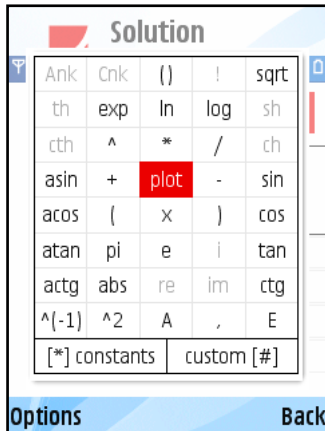 Solution
Ank Cnk () ! sqrt
th exp ln log sh
cth ^ * / ch
asin + plot - sin
acos ( x ) cos
atan pi e i tan
actg abs re im ctg
^(-1) ^2 A , E
[*] constants custom [#]
Options Back